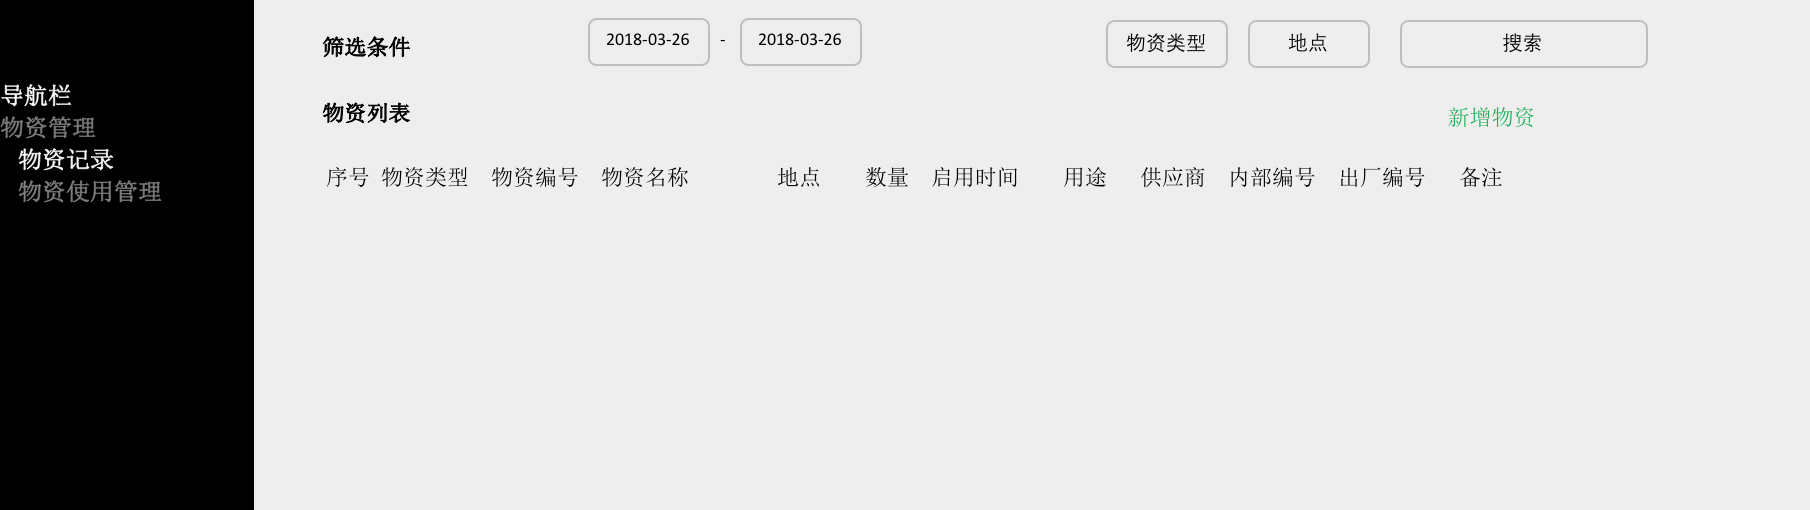 导航栏
物资管理
物资记录
物资使用管理
筛选条件 2018-03-26 - 2018-03-26 物资类型 地点 搜索
物资列表 新增物资
序号 物资类型 物资编号 物资名称 地点 数量 启用时间 用途 供应商 内部编号 出厂编号 备注